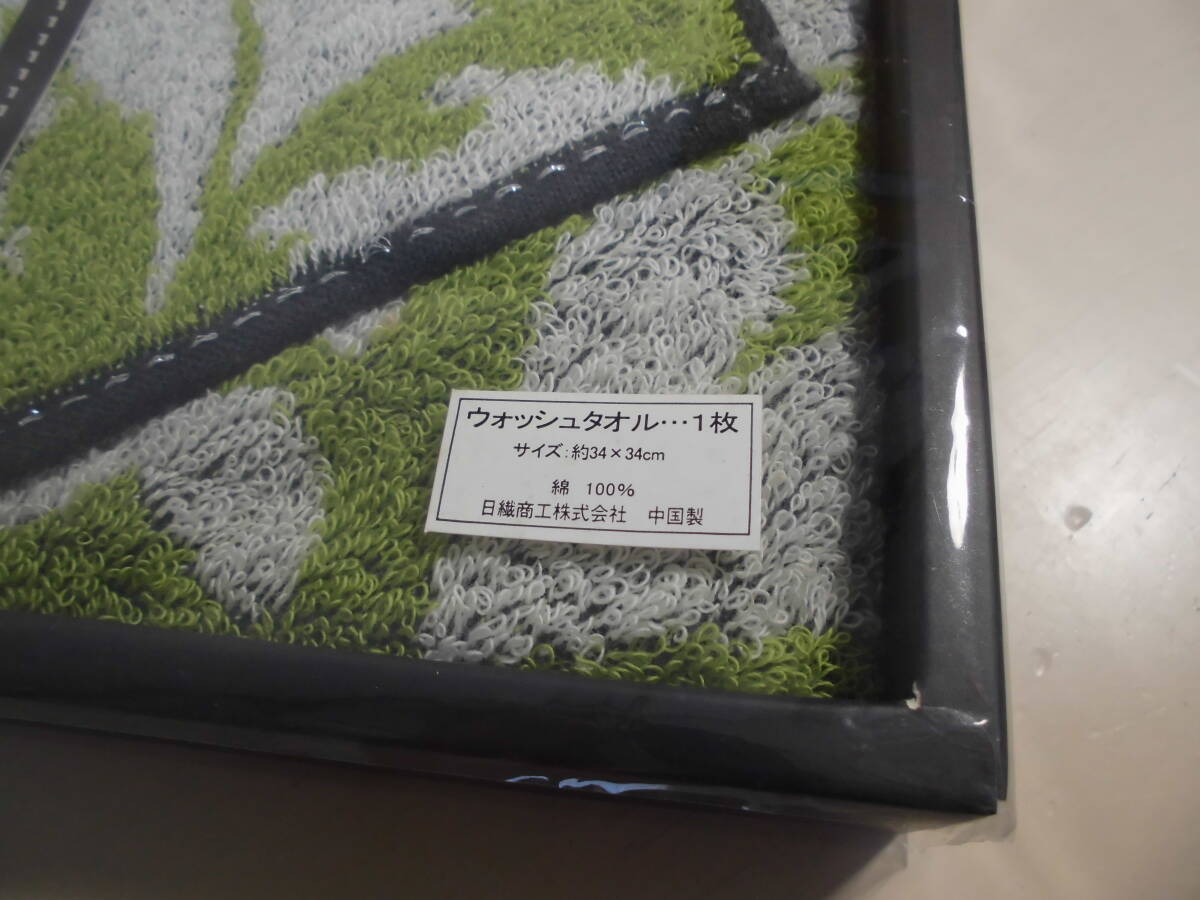 ウォッシュタオル…1枚
サイズ:約34×34cm
綿 100%
日繊商工株式会社 中国製